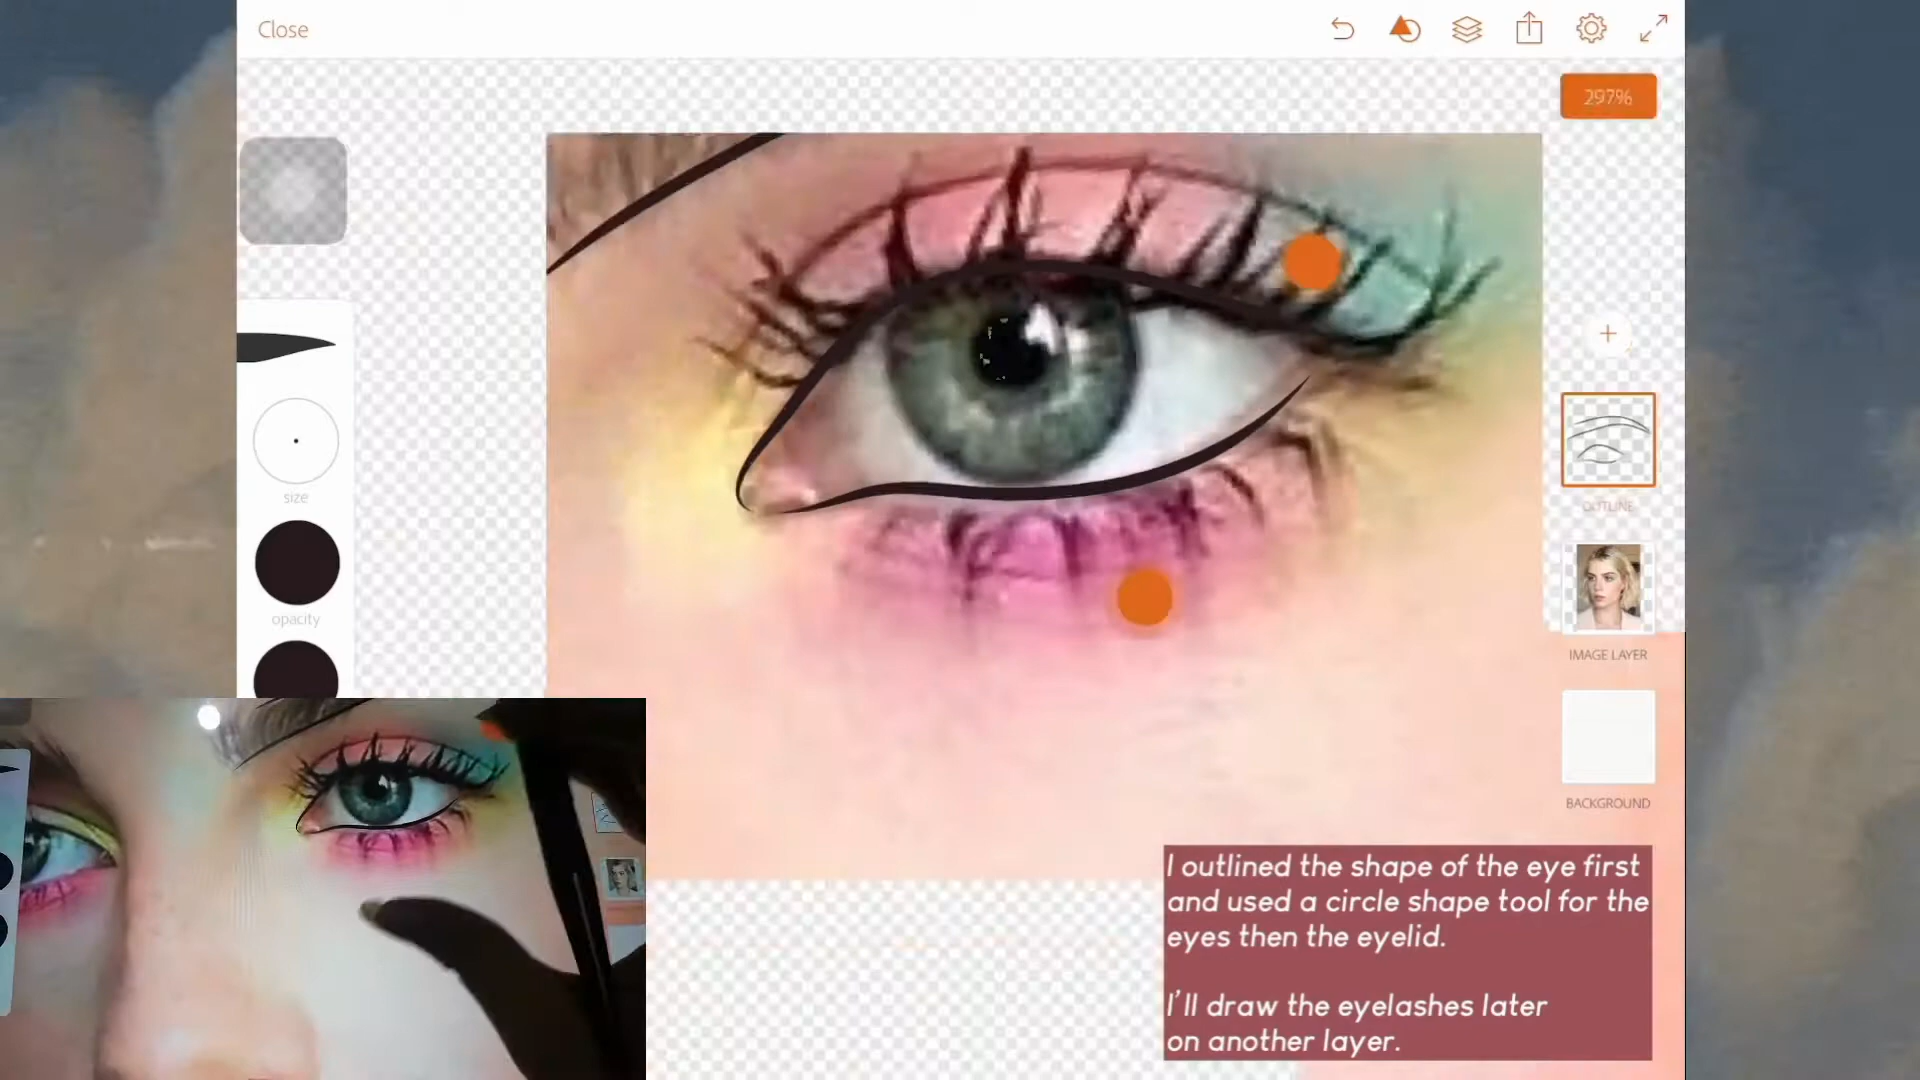 Close
297%
size
OUTLINE
opacity
IMAGE LAYER
BACKGROUND
I outlined the shape of the eye first
and used a circle shape tool for the
eyes then the eyelid.
I'll draw the eyelashes later
on another layer.